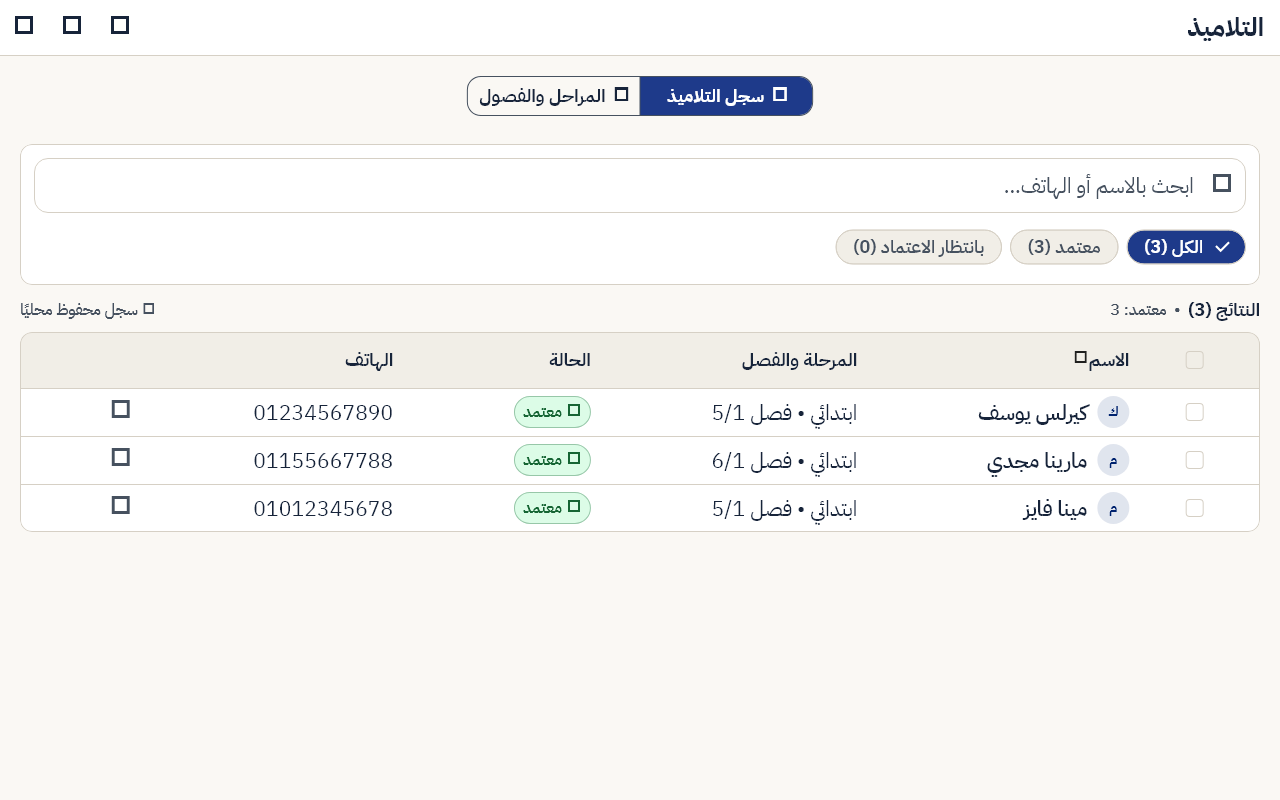 التلاميذ
سجل التلاميذ
المراحل والفصول
ابحث بالاسم أو الهاتف...
الكل (3)
معتمد (3)
بانتظار الاعتماد (0)
النتائج (3) • معتمد: 3
سجل محفوظ محليًا
الاسم المرحلة والفصل الحالة الهاتف
ك كيرلس يوسف ابتدائي • فصل 5/1 معتمد 01234567890
م مارينا مجدي ابتدائي • فصل 6/1 معتمد 01155667788
م مينا فايز ابتدائي • فصل 5/1 معتمد 01012345678